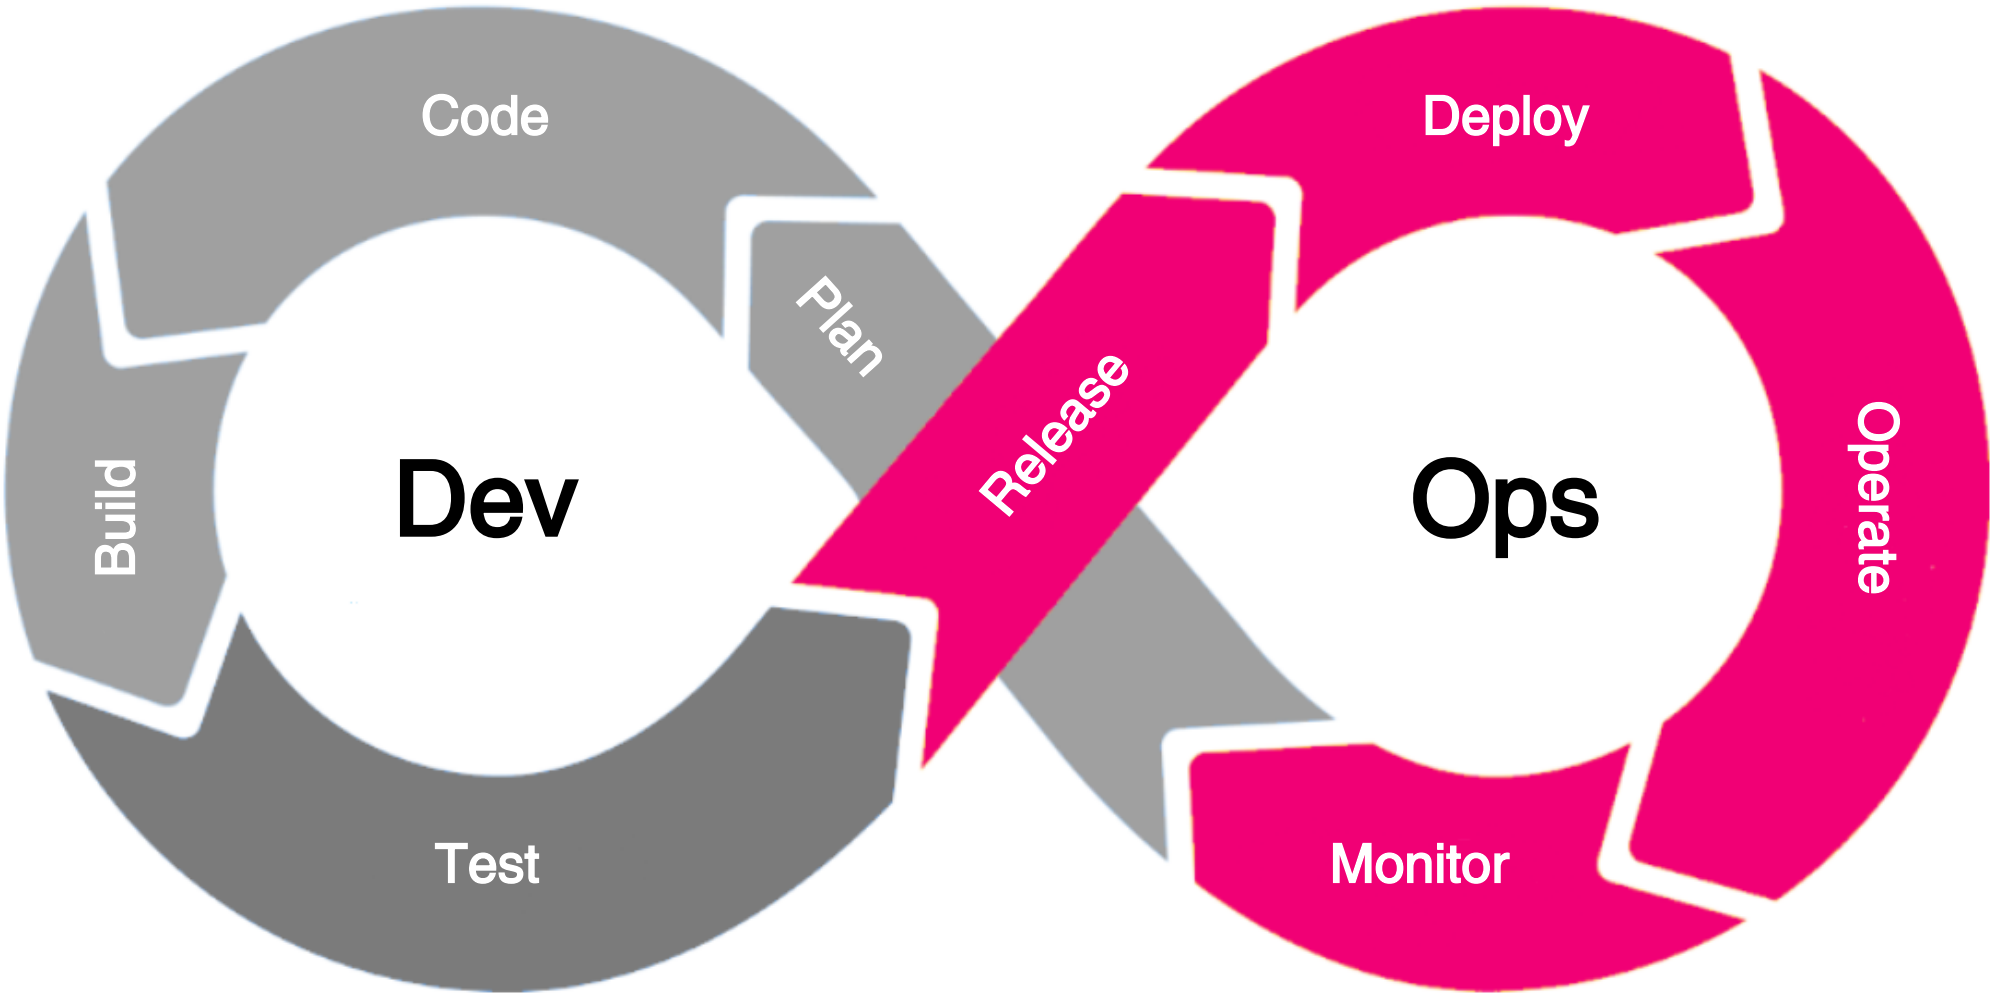 Code
Deploy
Plan
Release
Build
Dev
Ops
Operate
Test
Monitor